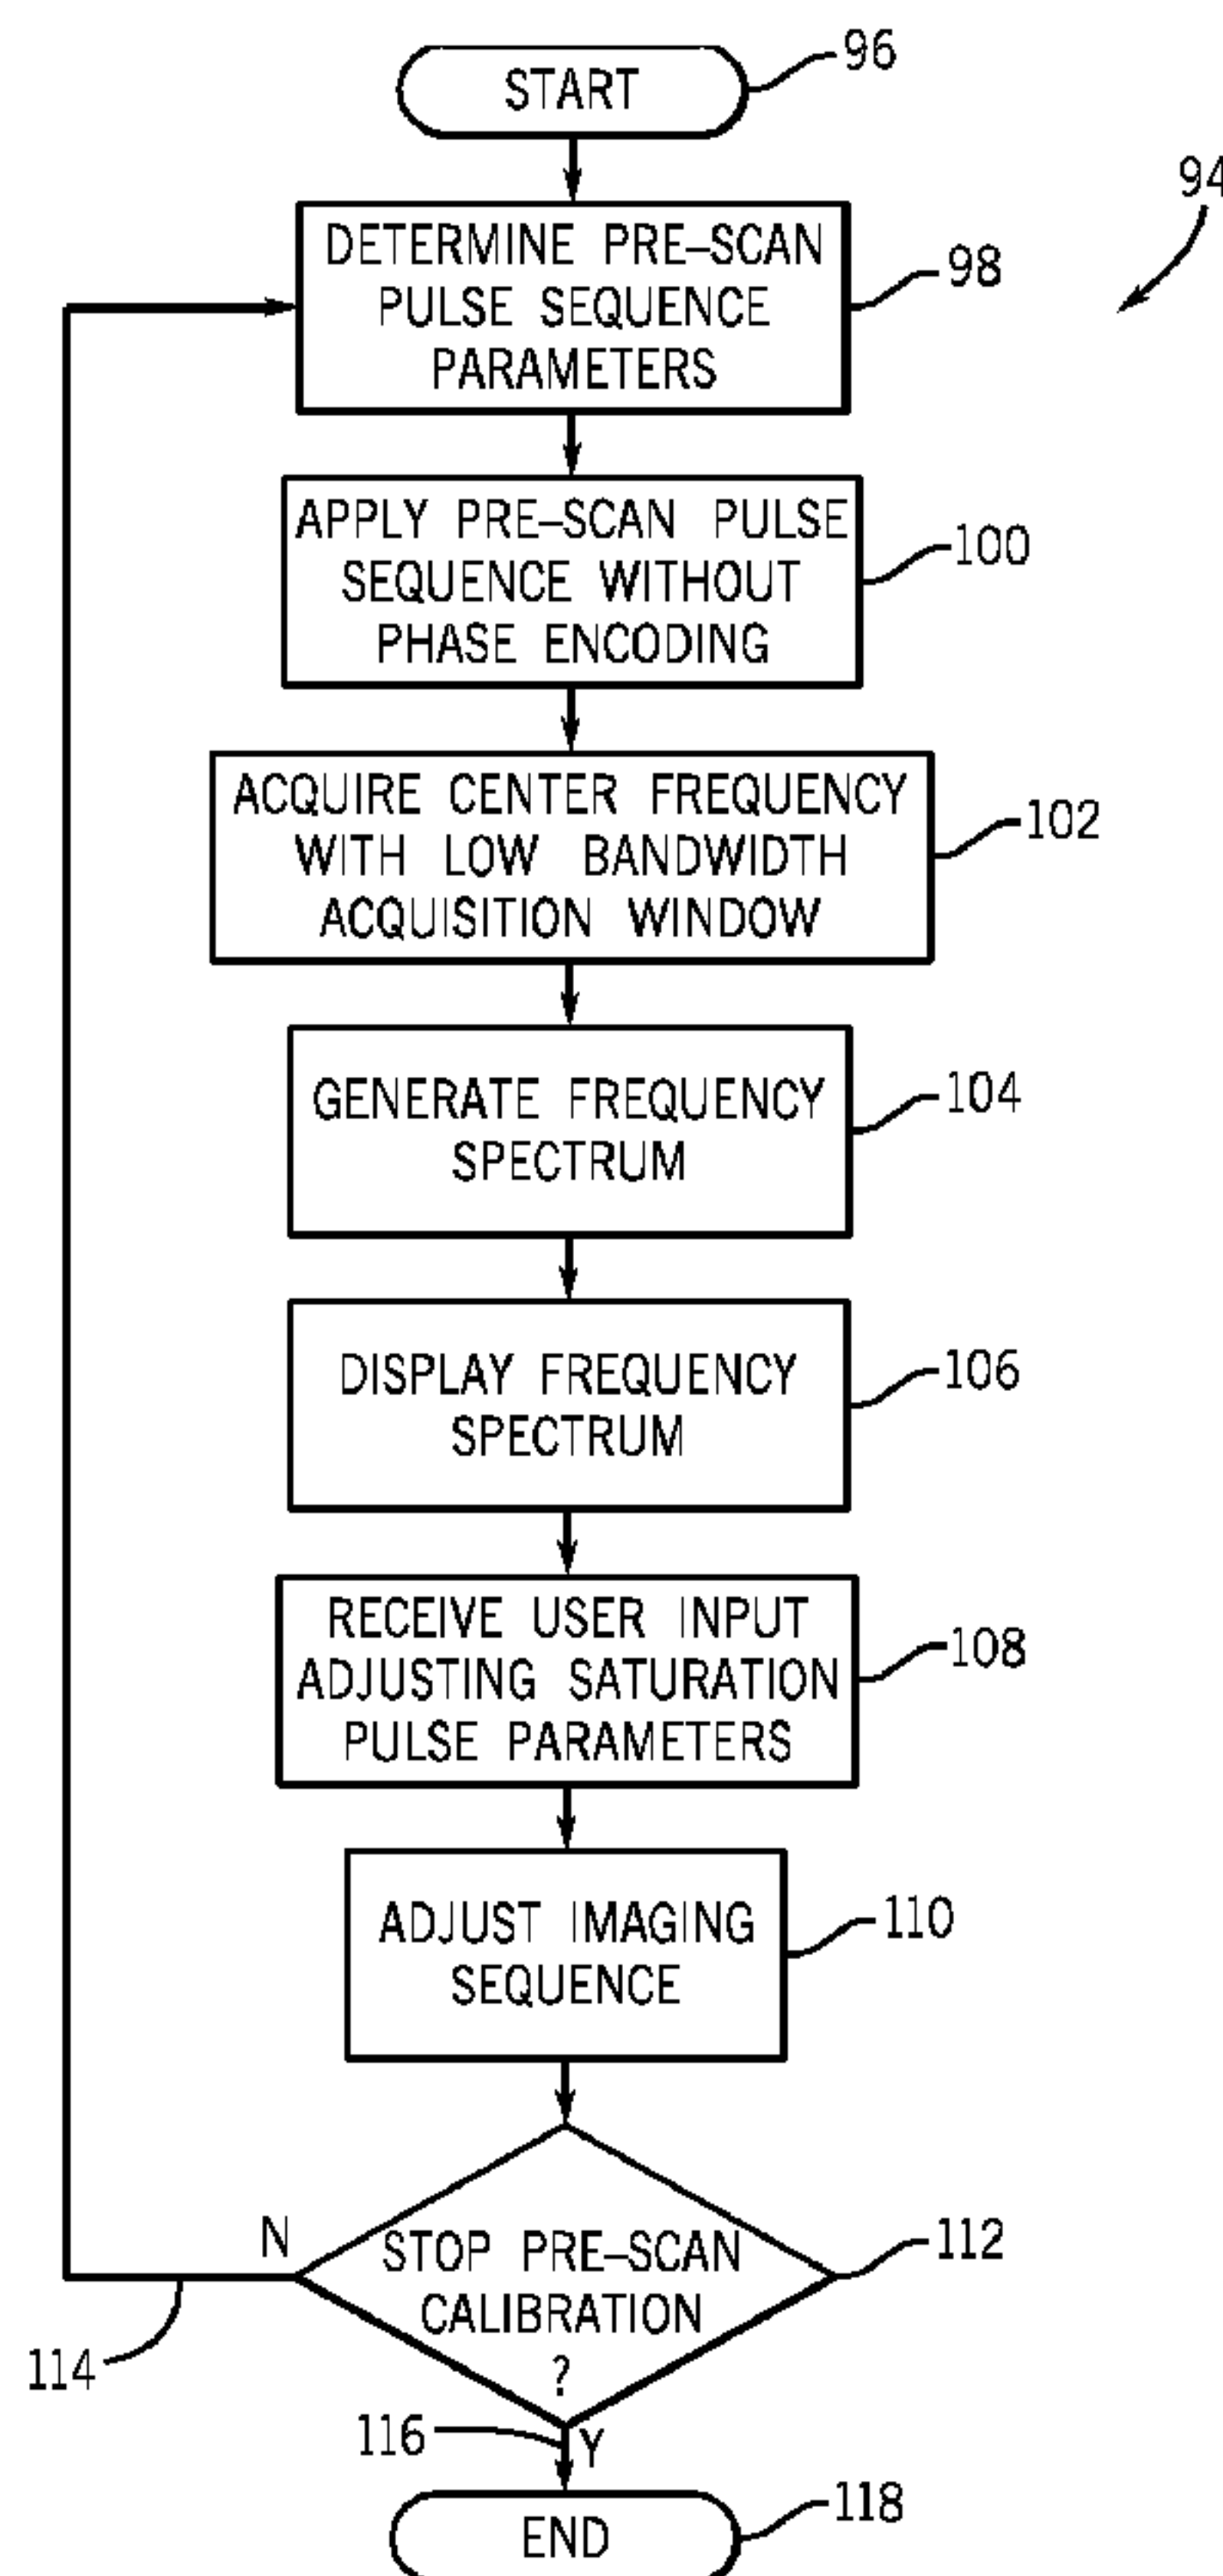 START
96
94
DETERMINE PRE–SCAN
PULSE SEQUENCE
PARAMETERS
98
APPLY PRE–SCAN PULSE
SEQUENCE WITHOUT
PHASE ENCODING
100
ACQUIRE CENTER FREQUENCY
WITH LOW BANDWIDTH
ACQUISITION WINDOW
102
GENERATE FREQUENCY
SPECTRUM
104
DISPLAY FREQUENCY
SPECTRUM
106
RECEIVE USER INPUT
ADJUSTING SATURATION
PULSE PARAMETERS
108
ADJUST IMAGING
SEQUENCE
110
N
STOP PRE–SCAN
CALIBRATION
?
112
114
116
Y
END
118